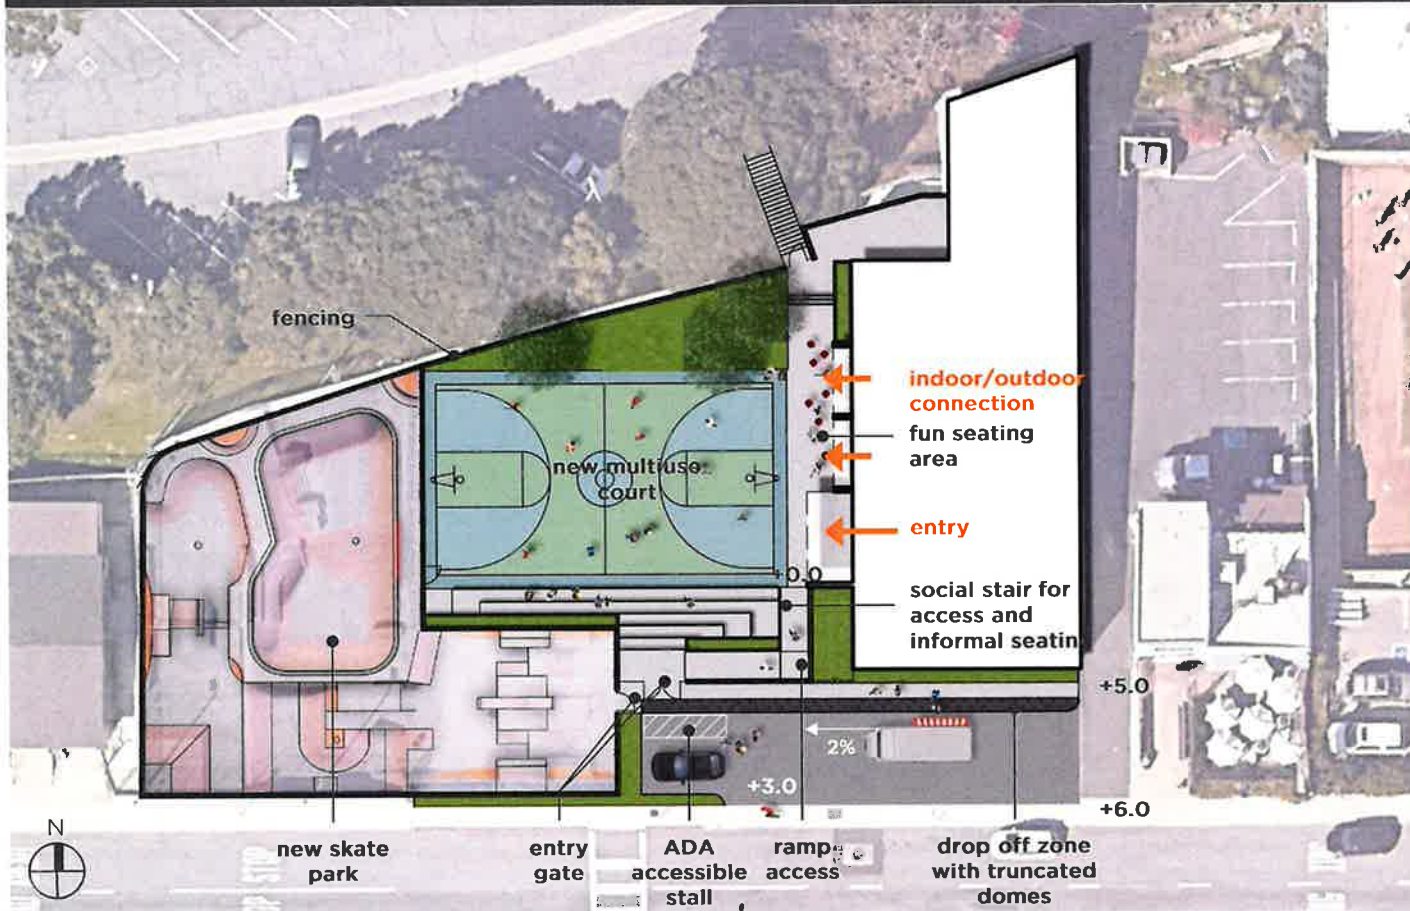 fencing
indoor/outdoor
connection
fun seating
area
new multiuse
court
entry
+0.0
social stair for
access and
informal seatin
+5.0
2%
+3.0
+6.0
N
new skate
park
entry
gate
ADA
accessible
stall
ramp
access
drop off zone
with truncated
domes